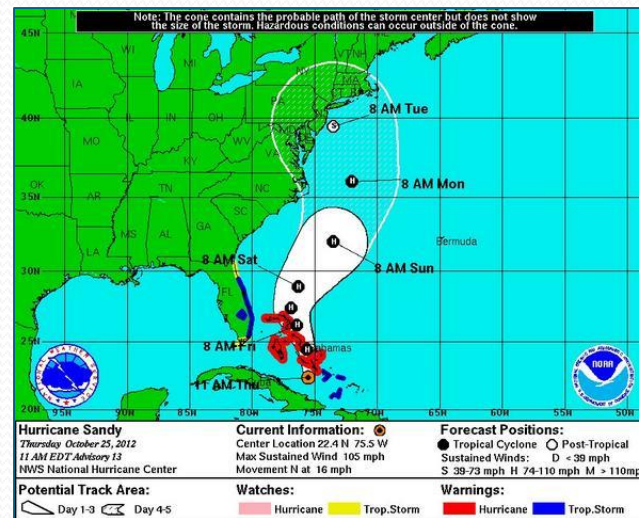 Note: The cone contains the probable path of the storm center but does not show
the size of the storm. Hazardous conditions can occur outside of the cone.
45N
WI
MI
NY
VT NH
MA
IA
PA
8 AM Tue
S
40N
IL
IN
OH
MD
MO
WV
VA
KY
H
8 AM Mon
OK
TN
NC
35N
AR
SC
MS
AL
GA
H
Bermuda
LA
8 AM Sat
8 AM Sun
30N
H
FL
H
H
25N
8 AM Fri
H
Bahamas
11 AM Thu
NOAA
20N
95W
90W
85W
80W
75W
70W
65W
60W
Hurricane Sandy
Thursday October 25, 2012
11 AM EDT Advisory 13
NWS National Hurricane Center
Current Information:
Center Location 22.4 N 75.5 W
Max Sustained Wind 105 mph
Movement N at 16 mph
Forecast Positions:
Tropical Cyclone Post-Tropical
Sustained Winds: D < 39 mph
S 39-73 mph H 74-110 mph M > 110mph
Potential Track Area:
Day 1-3 Day 4-5
Watches:
Hurricane Trop.Storm
Warnings:
Hurricane Trop.Storm